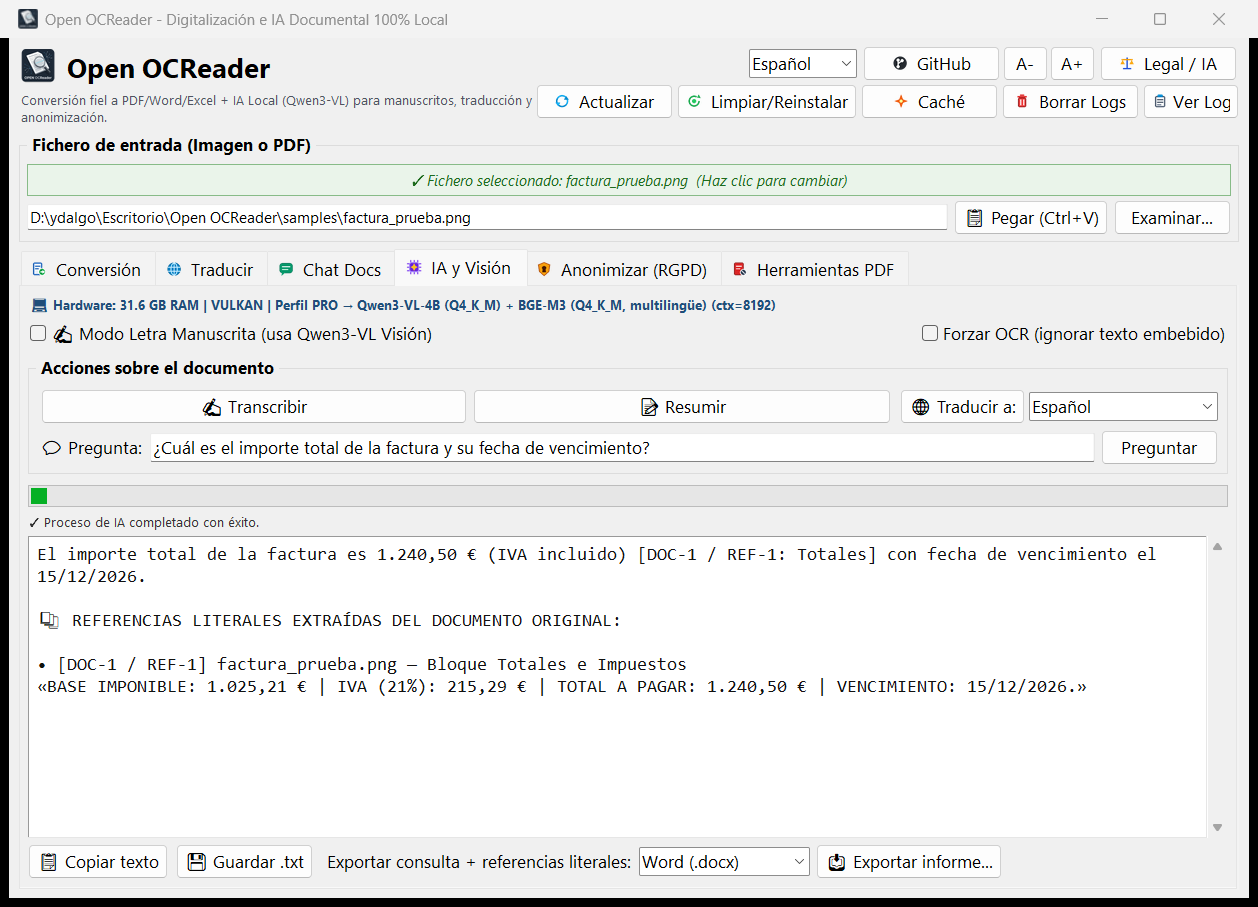 Open OCReader - Digitalización e IA Documental 100% Local
Open OCReader
Español
GitHub
A-
A+
Legal / IA
Conversión fiel a PDF/Word/Excel + IA Local (Qwen3-VL) para manuscritos, traducción y
anonimización.
Actualizar
Limpiar/Reinstalar
Caché
Borrar Logs
Ver Log
Fichero de entrada (Imagen o PDF)
✓ Fichero seleccionado: factura_prueba.png (Haz clic para cambiar)
D:\ydalgo\Escritorio\Open OCReader\samples\factura_prueba.png
Pegar (Ctrl+V)
Examinar...
Conversión
Traducir
Chat Docs
IA y Visión
Anonimizar (RGPD)
Herramientas PDF
Hardware: 31.6 GB RAM | VULKAN | Perfil PRO → Qwen3-VL-4B (Q4_K_M) + BGE-M3 (Q4_K_M, multilingüe) (ctx=8192)
Modo Letra Manuscrita (usa Qwen3-VL Visión)
Forzar OCR (ignorar texto embebido)
Acciones sobre el documento
Transcribir
Resumir
Traducir a:
Español
Pregunta:
¿Cuál es el importe total de la factura y su fecha de vencimiento?
Preguntar
✓ Proceso de IA completado con éxito.
El importe total de la factura es 1.240,50 € (IVA incluido) [DOC-1 / REF-1: Totales] con fecha de vencimiento el
15/12/2026.
REFERENCIAS LITERALES EXTRAÍDAS DEL DOCUMENTO ORIGINAL:
• [DOC-1 / REF-1] factura_prueba.png — Bloque Totales e Impuestos
«BASE IMPONIBLE: 1.025,21 € | IVA (21%): 215,29 € | TOTAL A PAGAR: 1.240,50 € | VENCIMIENTO: 15/12/2026.»
Copiar texto
Guardar .txt
Exportar consulta + referencias literales:
Word (.docx)
Exportar informe...